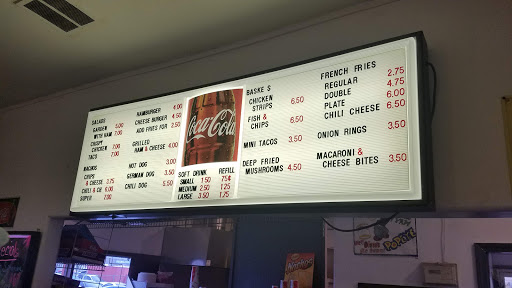 SALADS
GARDEN 5.00
WITH HAM 7.00
CRISPY
CHICKEN 7.00
TACO 7.00
NACHOS
CHIPS
& CHEESE 3.75
CHILI & CH 6.00
SUPER 7.00
HAMBURGER 4.00
CHEESE BURGER 4.50
ADD FRIES FOR 2.50
GRILLED
HAM & CHEESE 4.00
HOT DOG 3.00
GERMAN DOG 3.50
CHILI DOG 5.50
Coca-Cola
SOFT DRINK REFILL
SMALL 1.50 75¢
MEDIUM 2.50 1.25
LARGE 3.50 1.75
BASKE S
CHICKEN
STRIPS 6.50
FISH &
CHIPS 6.50
MINI TACOS 3.50
DEEP FRIED
MUSHROOMS 4.50
FRENCH FRIES
REGULAR 2.75
DOUBLE 4.75
PLATE 6.00
CHILI CHEESE 6.50
ONION RINGS 3.50
MACARONI &
CHEESE BITES 3.50